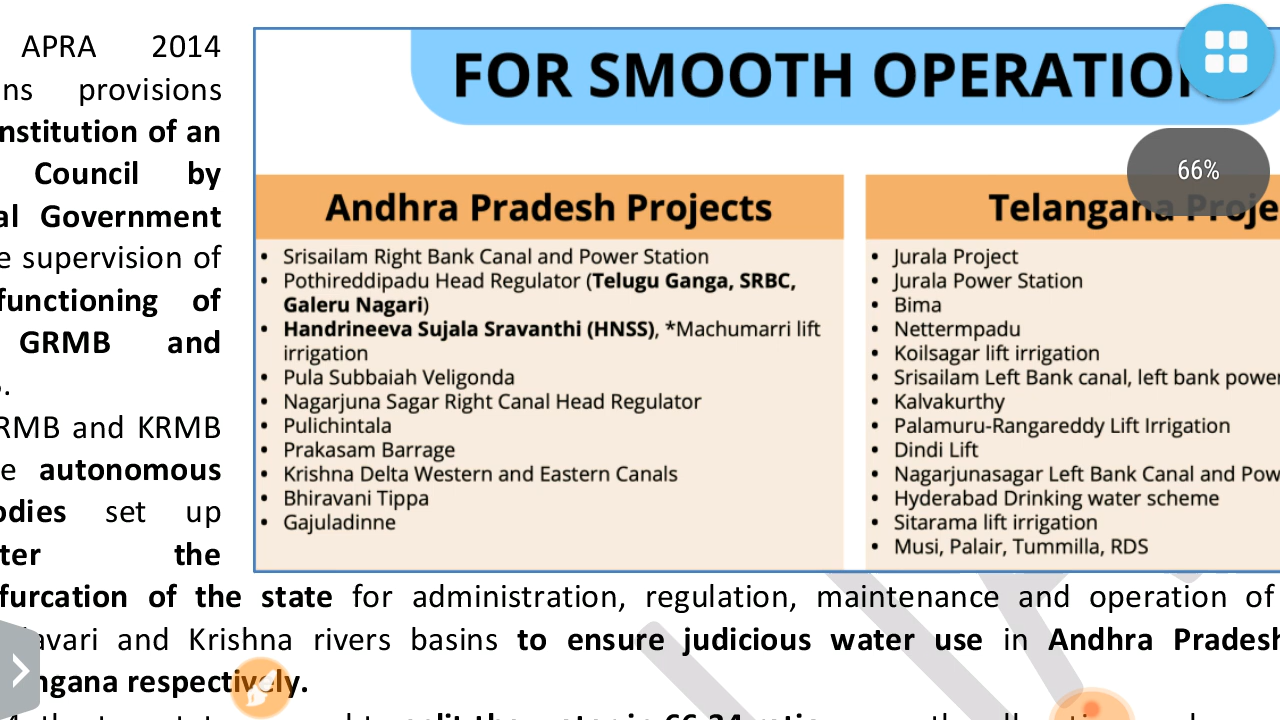 APRA 2014
ns provisions
nstitution of an
Council by
al Government
e supervision of
functioning of
GRMB and
RMB and KRMB
e autonomous
odies set up
ter the
furcation of the state for administration, regulation, maintenance and operation of
avari and Krishna rivers basins to ensure judicious water use in Andhra Pradesh
ngana respectively.
FOR SMOOTH OPERATION
66%
Andhra Pradesh Projects
• Srisailam Right Bank Canal and Power Station
• Pothireddipadu Head Regulator (Telugu Ganga, SRBC,
Galeru Nagari)
• Handrineeva Sujala Sravanthi (HNSS), *Machumarri lift
irrigation
• Pula Subbaiah Veligonda
• Nagarjuna Sagar Right Canal Head Regulator
• Pulichintala
• Prakasam Barrage
• Krishna Delta Western and Eastern Canals
• Bhiravani Tippa
• Gajuladinne
Telangana Proje
• Jurala Project
• Jurala Power Station
• Bima
• Nettermpadu
• Koilsagar lift irrigation
• Srisailam Left Bank canal, left bank power
• Kalvakurthy
• Palamuru-Rangareddy Lift Irrigation
• Dindi Lift
• Nagarjunasagar Left Bank Canal and Pow
• Hyderabad Drinking water scheme
• Sitarama lift irrigation
• Musi, Palair, Tummilla, RDS